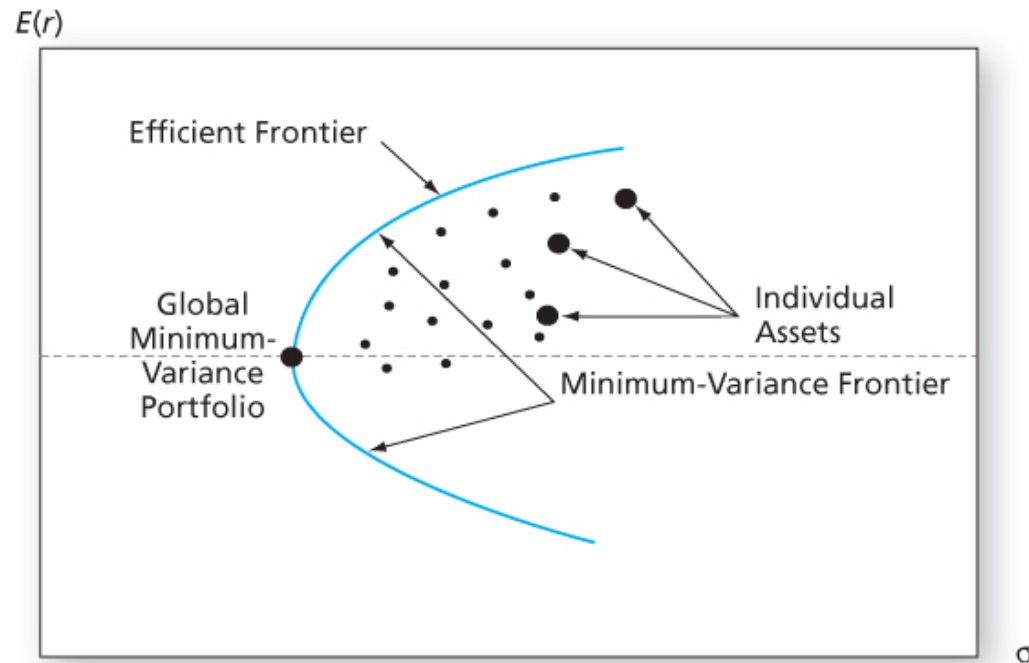 E(r)
Efficient Frontier
Global
Minimum-
Variance
Portfolio
Individual
Assets
Minimum-Variance Frontier